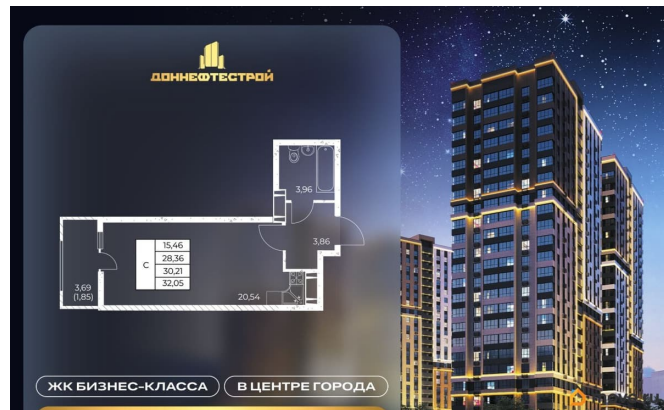 ДОННЕФТЕСТРОЙ
3,96
3,86
С
15,46
28,36
30,21
32,05
3,69
(1,85)
20,54
ЖК БИЗНЕС-КЛАССА
В ЦЕНТРЕ ГОРОДА